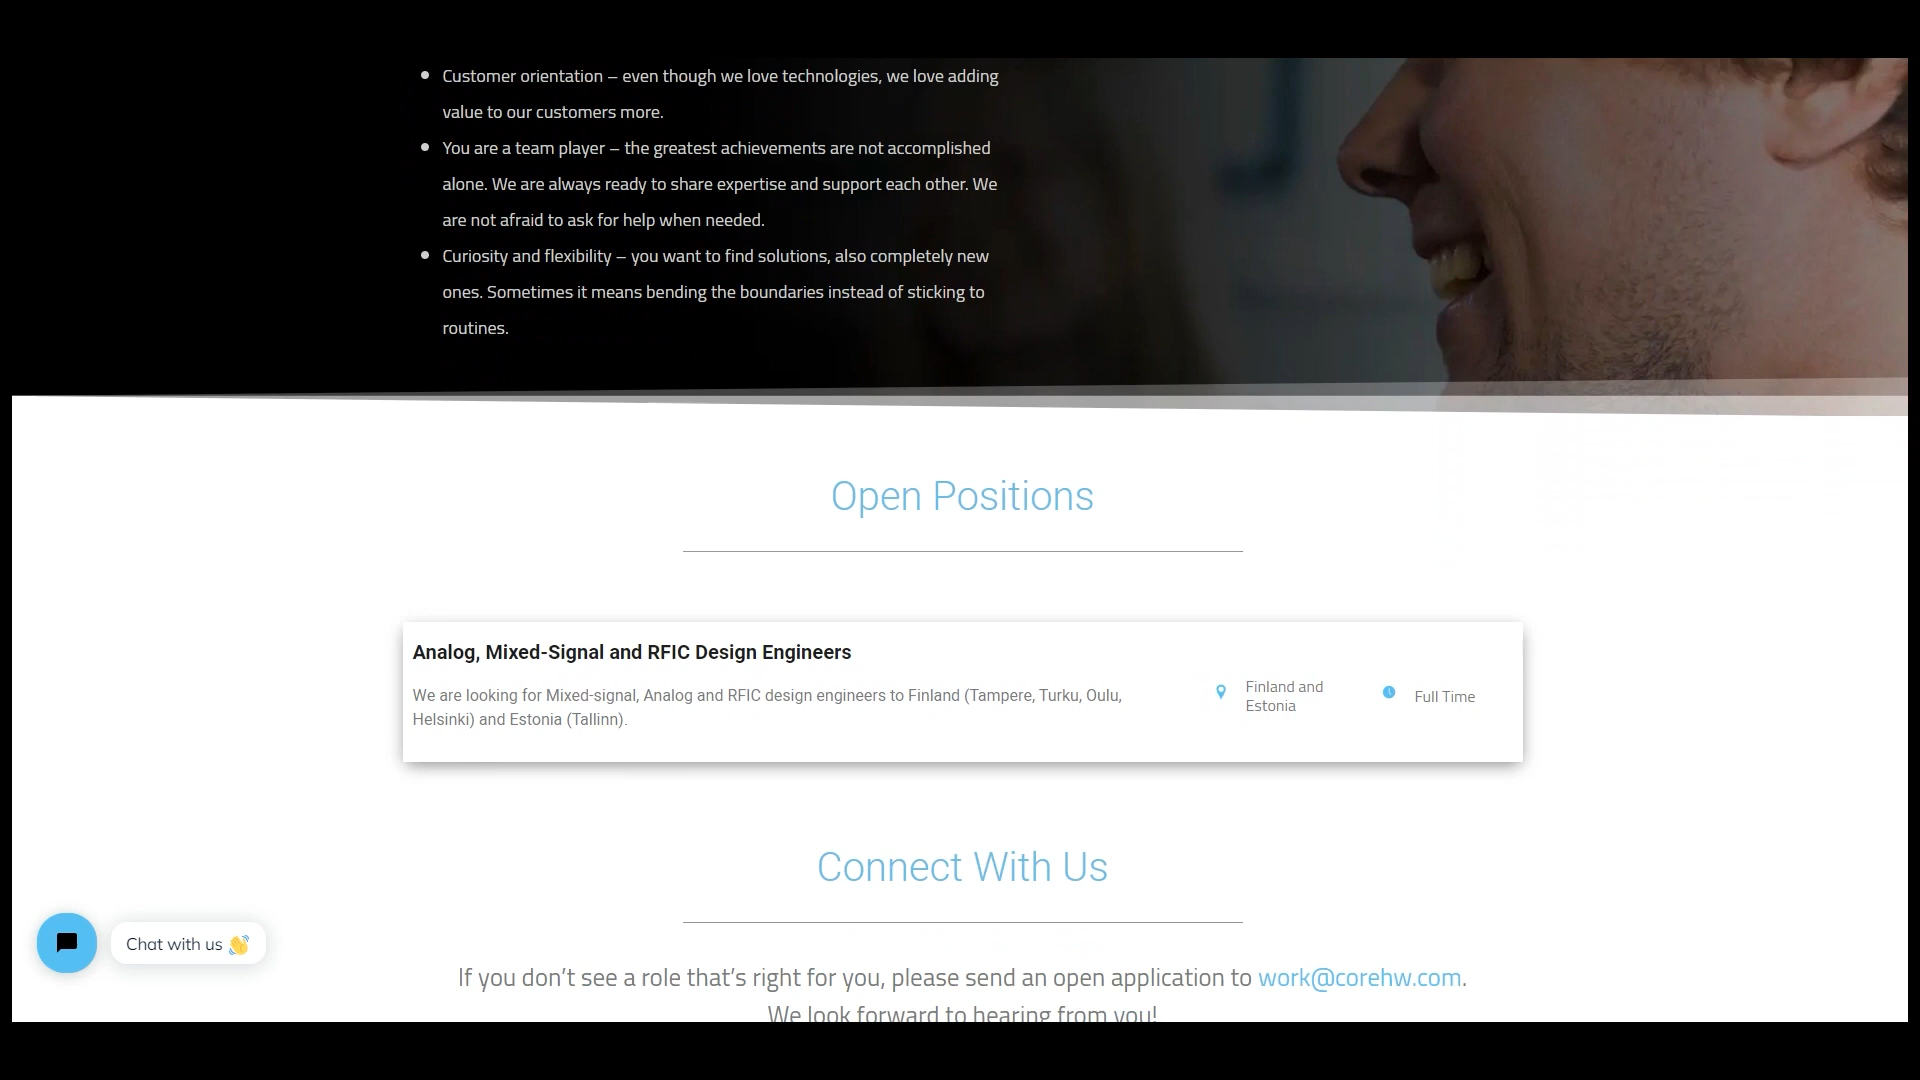 Customer orientation – even though we love technologies, we love adding
value to our customers more.
You are a team player – the greatest achievements are not accomplished
alone. We are always ready to share expertise and support each other. We
are not afraid to ask for help when needed.
Curiosity and flexibility – you want to find solutions, also completely new
ones. Sometimes it means bending the boundaries instead of sticking to
routines.
Open Positions
Analog, Mixed-Signal and RFIC Design Engineers
We are looking for Mixed-signal, Analog and RFIC design engineers to Finland (Tampere, Turku, Oulu,
Helsinki) and Estonia (Tallinn).
Finland and
Estonia
Full Time
Connect With Us
Chat with us 👋
If you don’t see a role that’s right for you, please send an open application to work@corehw.com.
We look forward to hearing from you!